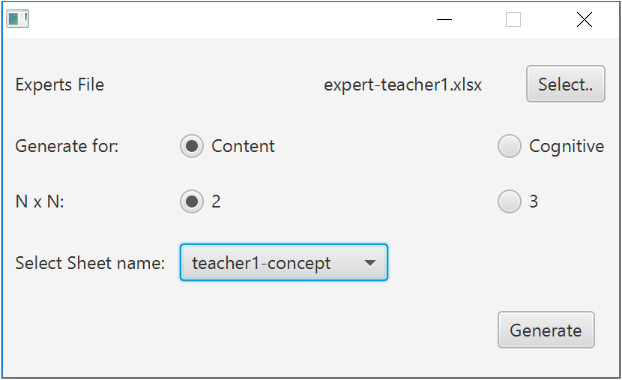 Experts File expert-teacher1.xlsx Select..
Generate for: Content Cognitive
N x N: 2 3
Select Sheet name: teacher1-concept
Generate